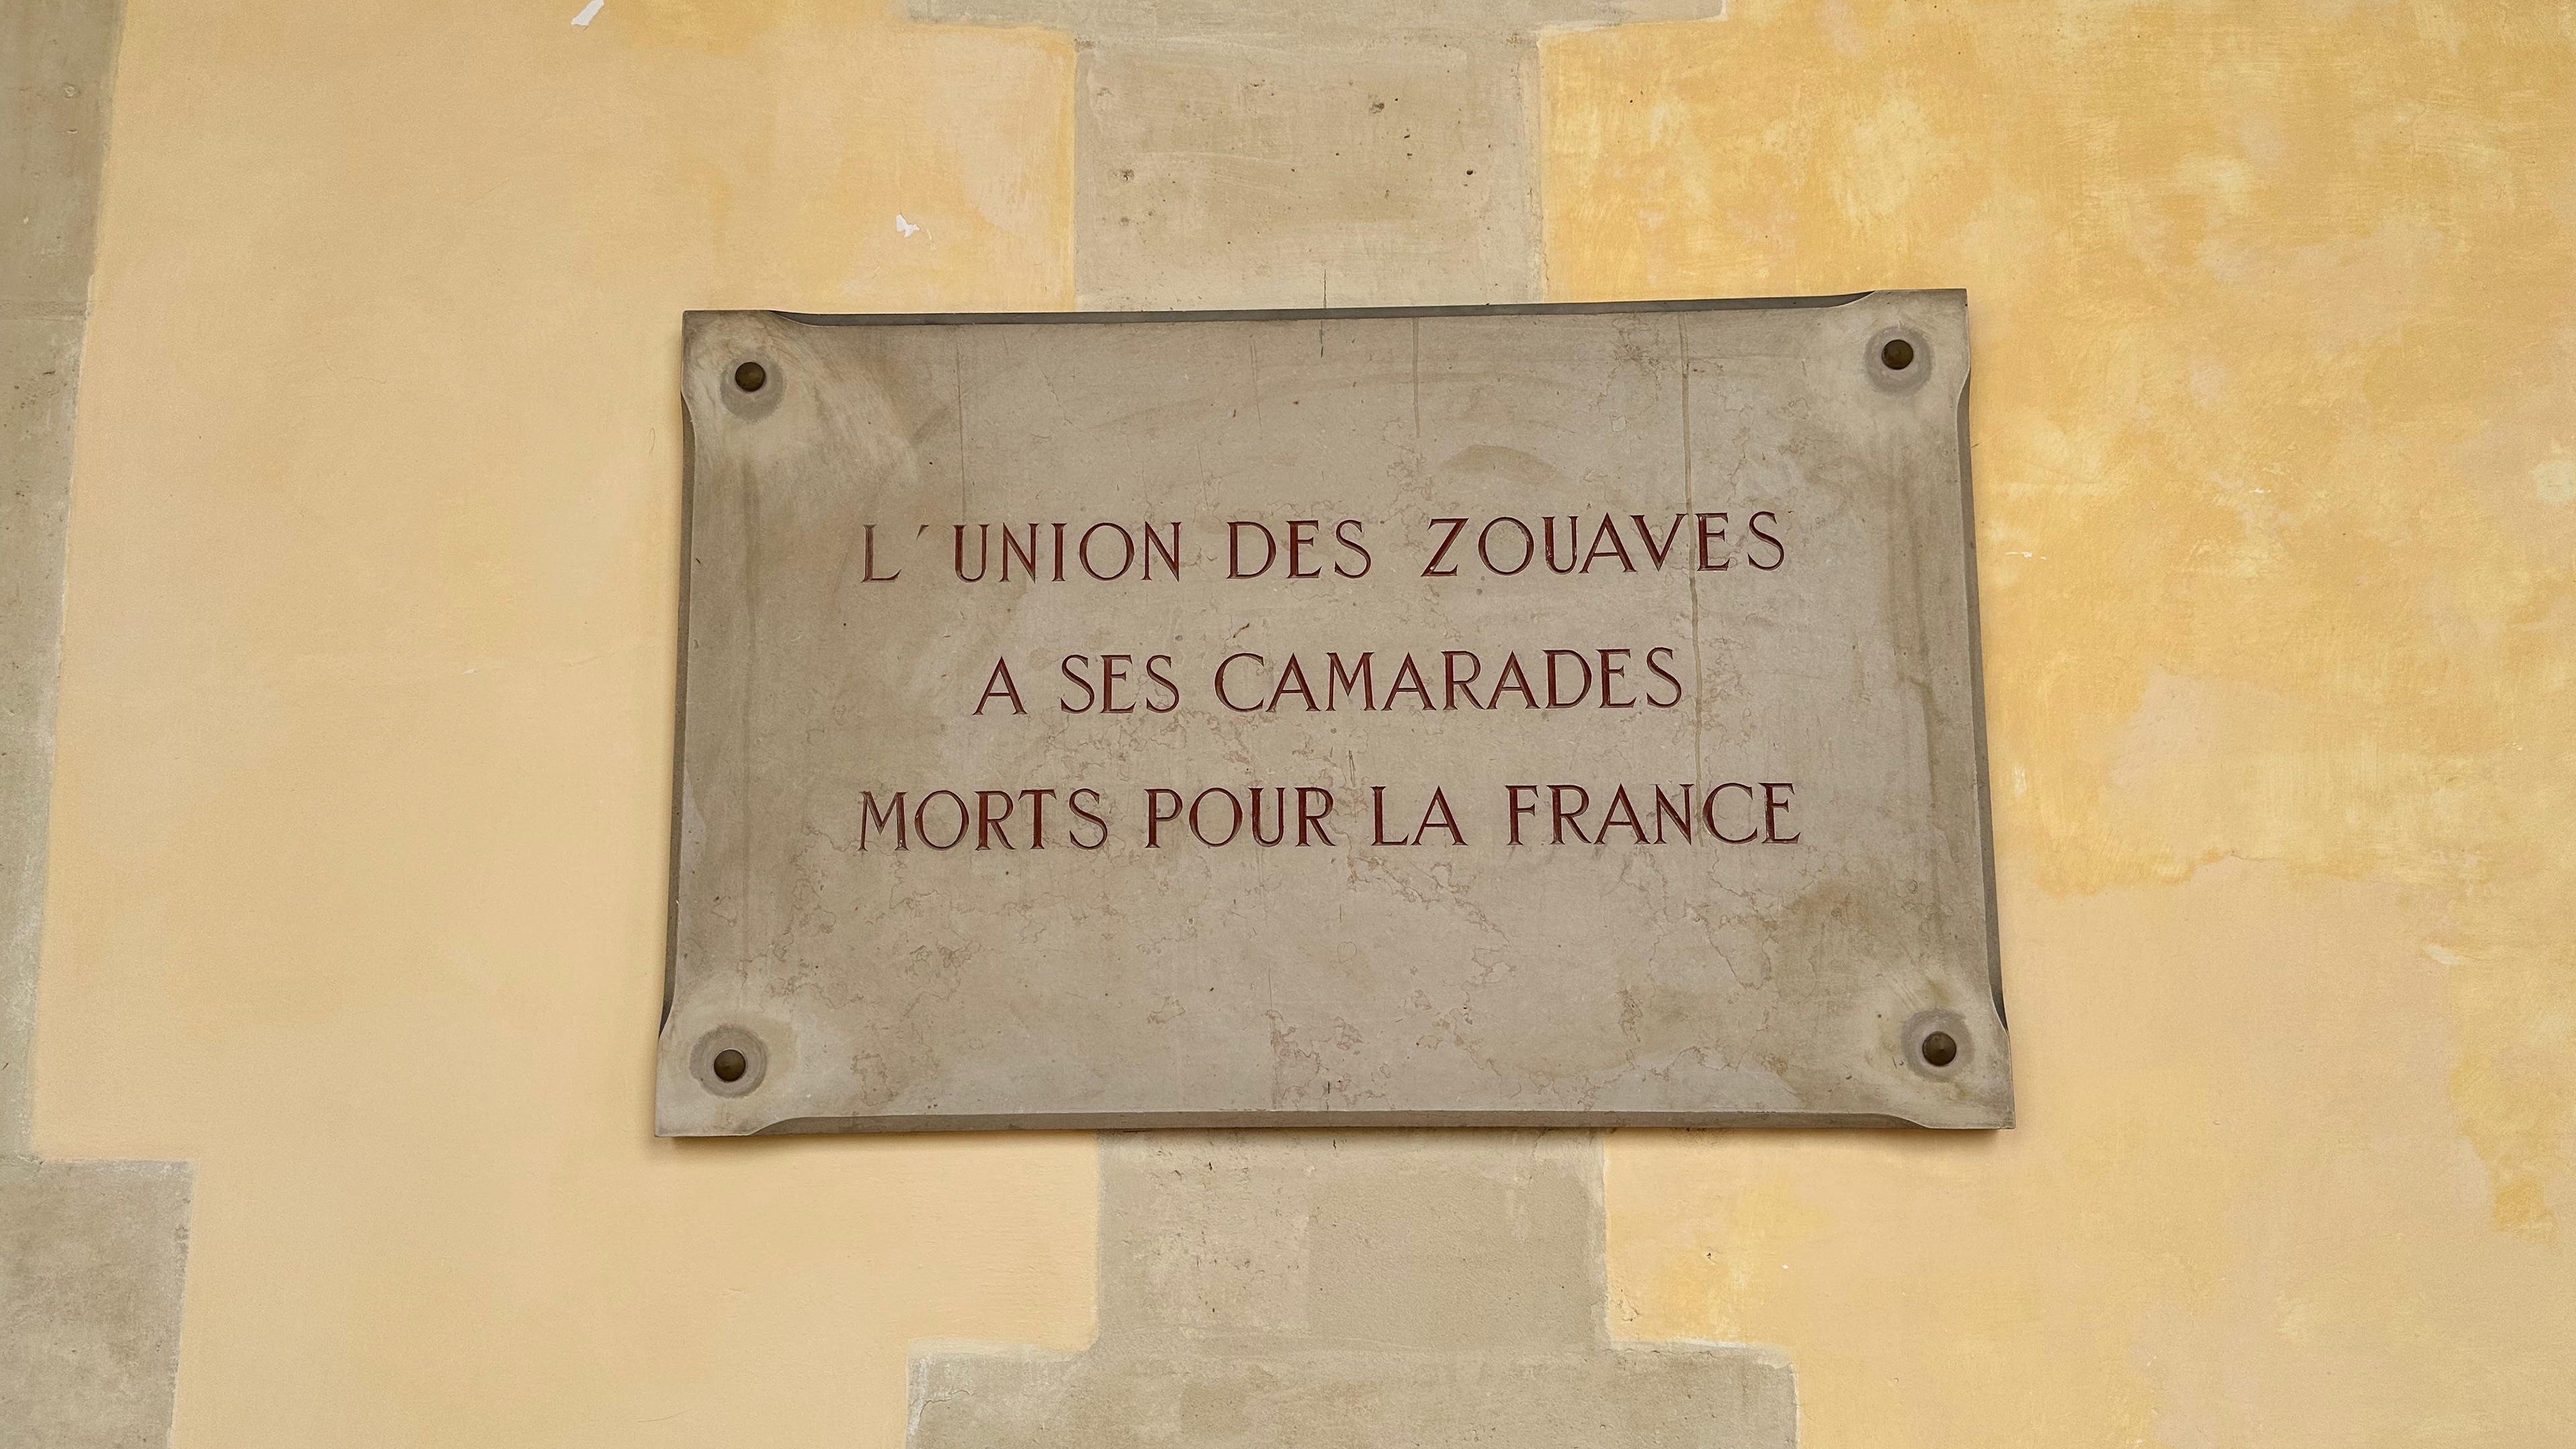 L'UNION DES ZOUAVES
A SES CAMARADES
MORTS POUR LA FRANCE